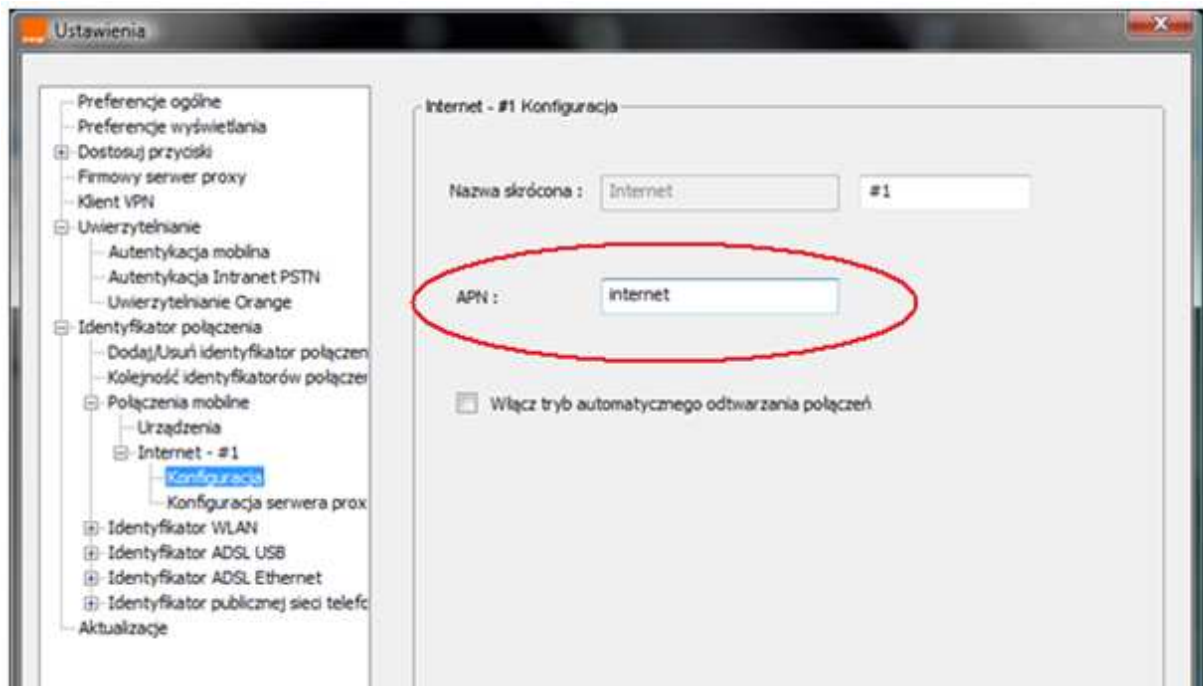 Ustawienia
Preferencje ogólne
Preferencje wyświetlania
Dostosuj przyciski
Firmowy serwer proxy
Klient VPN
Uwierzytelnianie
Autentykacja mobilna
Autentykacja Intranet PSTN
Uwierzytelnianie Orange
Identyfikator połączenia
Dodaj/Usuń identyfikator połączen
Kolejność identyfikatorów połączer
Połączenia mobilne
Urządzenia
Internet - #1
Konfiguracja
Konfiguracja serwera prox
Identyfikator WLAN
Identyfikator ADSL USB
Identyfikator ADSL Ethernet
Identyfikator publicznej sieci telefc
Aktualizacje
Internet - #1 Konfiguracja
Nazwa skrócona : Internet #1
APN : internet
Włącz tryb automatycznego odtwarzania połączeń